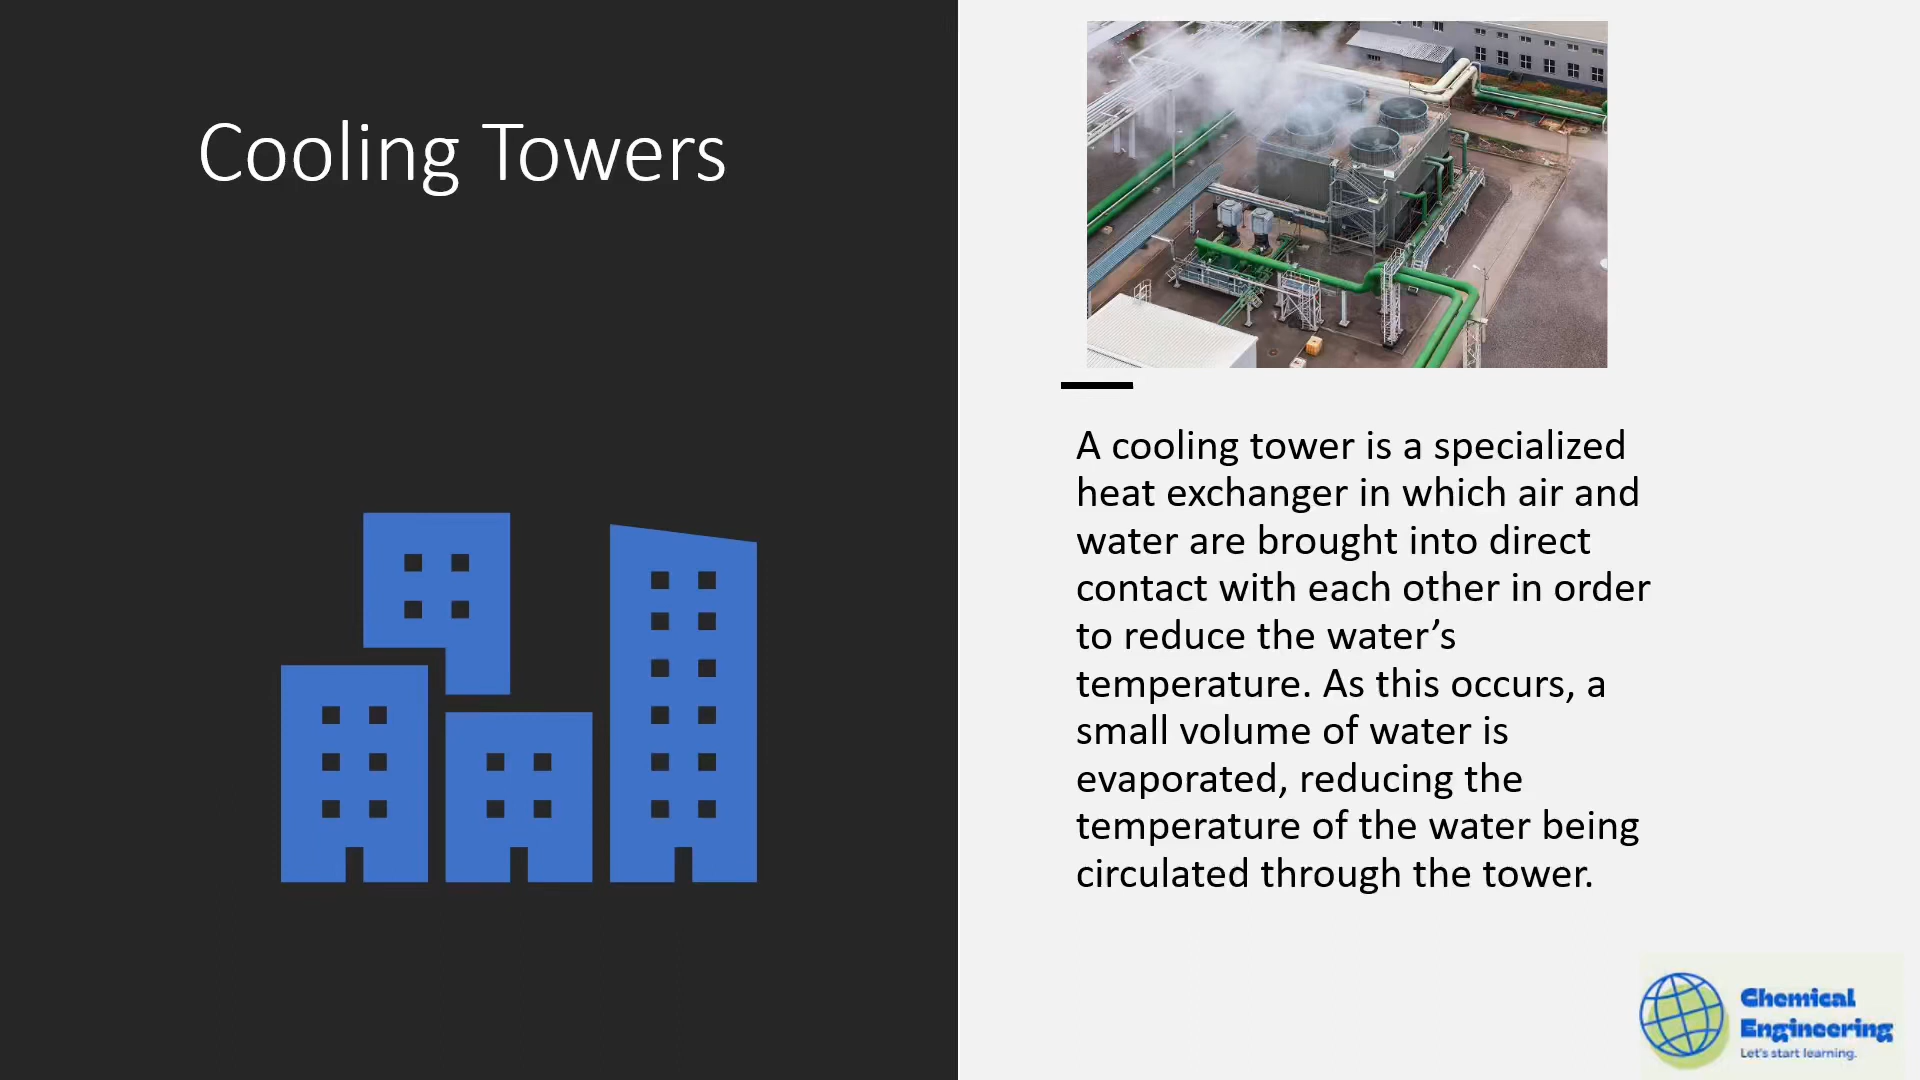 Cooling Towers
A cooling tower is a specialized
heat exchanger in which air and
water are brought into direct
contact with each other in order
to reduce the water’s
temperature. As this occurs, a
small volume of water is
evaporated, reducing the
temperature of the water being
circulated through the tower.
Chemical
Engineering
Let's start learning.